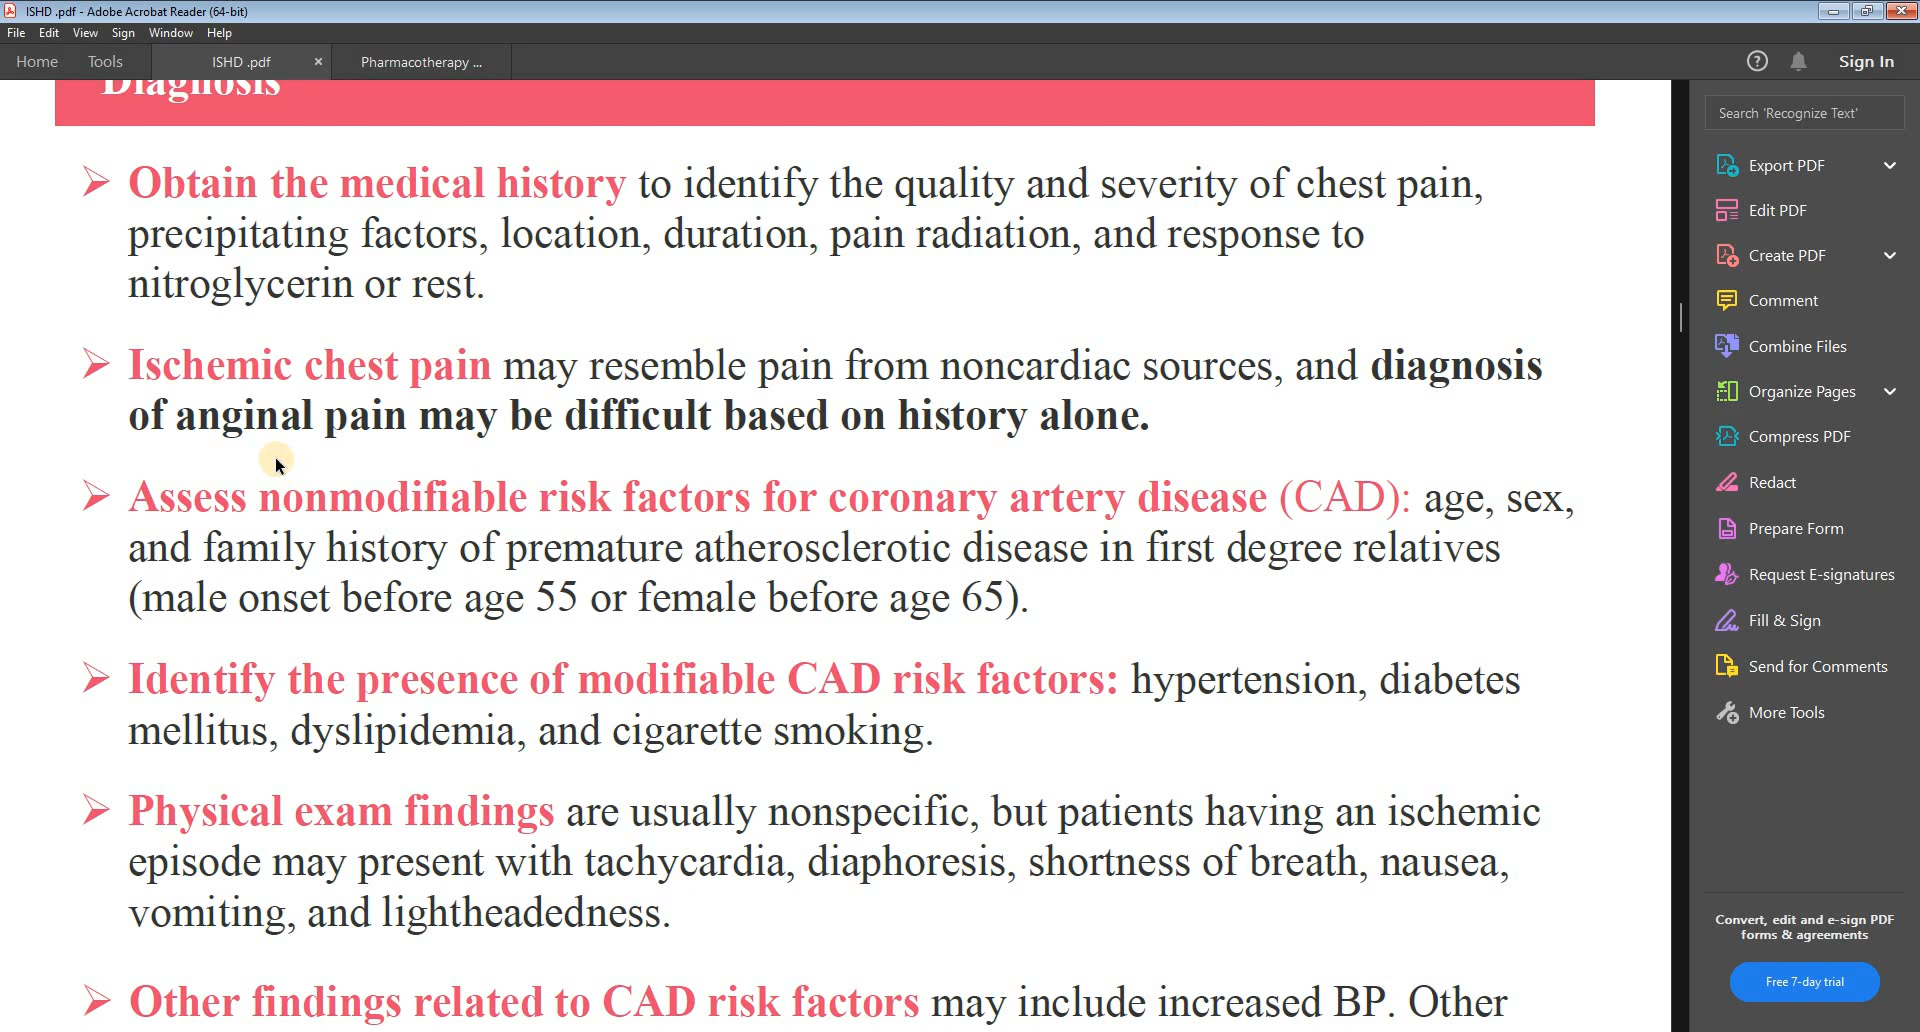 ISHD .pdf - Adobe Acrobat Reader (64-bit)
File Edit View Sign Window Help
Home Tools ISHD .pdf × Pharmacotherapy ... Sign In
Diagnosis
Obtain the medical history to identify the quality and severity of chest pain,
precipitating factors, location, duration, pain radiation, and response to
nitroglycerin or rest.
Ischemic chest pain may resemble pain from noncardiac sources, and diagnosis
of anginal pain may be difficult based on history alone.
Assess nonmodifiable risk factors for coronary artery disease (CAD): age, sex,
and family history of premature atherosclerotic disease in first degree relatives
(male onset before age 55 or female before age 65).
Identify the presence of modifiable CAD risk factors: hypertension, diabetes
mellitus, dyslipidemia, and cigarette smoking.
Physical exam findings are usually nonspecific, but patients having an ischemic
episode may present with tachycardia, diaphoresis, shortness of breath, nausea,
vomiting, and lightheadedness.
Other findings related to CAD risk factors may include increased BP. Other
Search 'Recognize Text'
Export PDF
Edit PDF
Create PDF
Comment
Combine Files
Organize Pages
Compress PDF
Redact
Prepare Form
Request E-signatures
Fill & Sign
Send for Comments
More Tools
Convert, edit and e-sign PDF
forms & agreements
Free 7-day trial